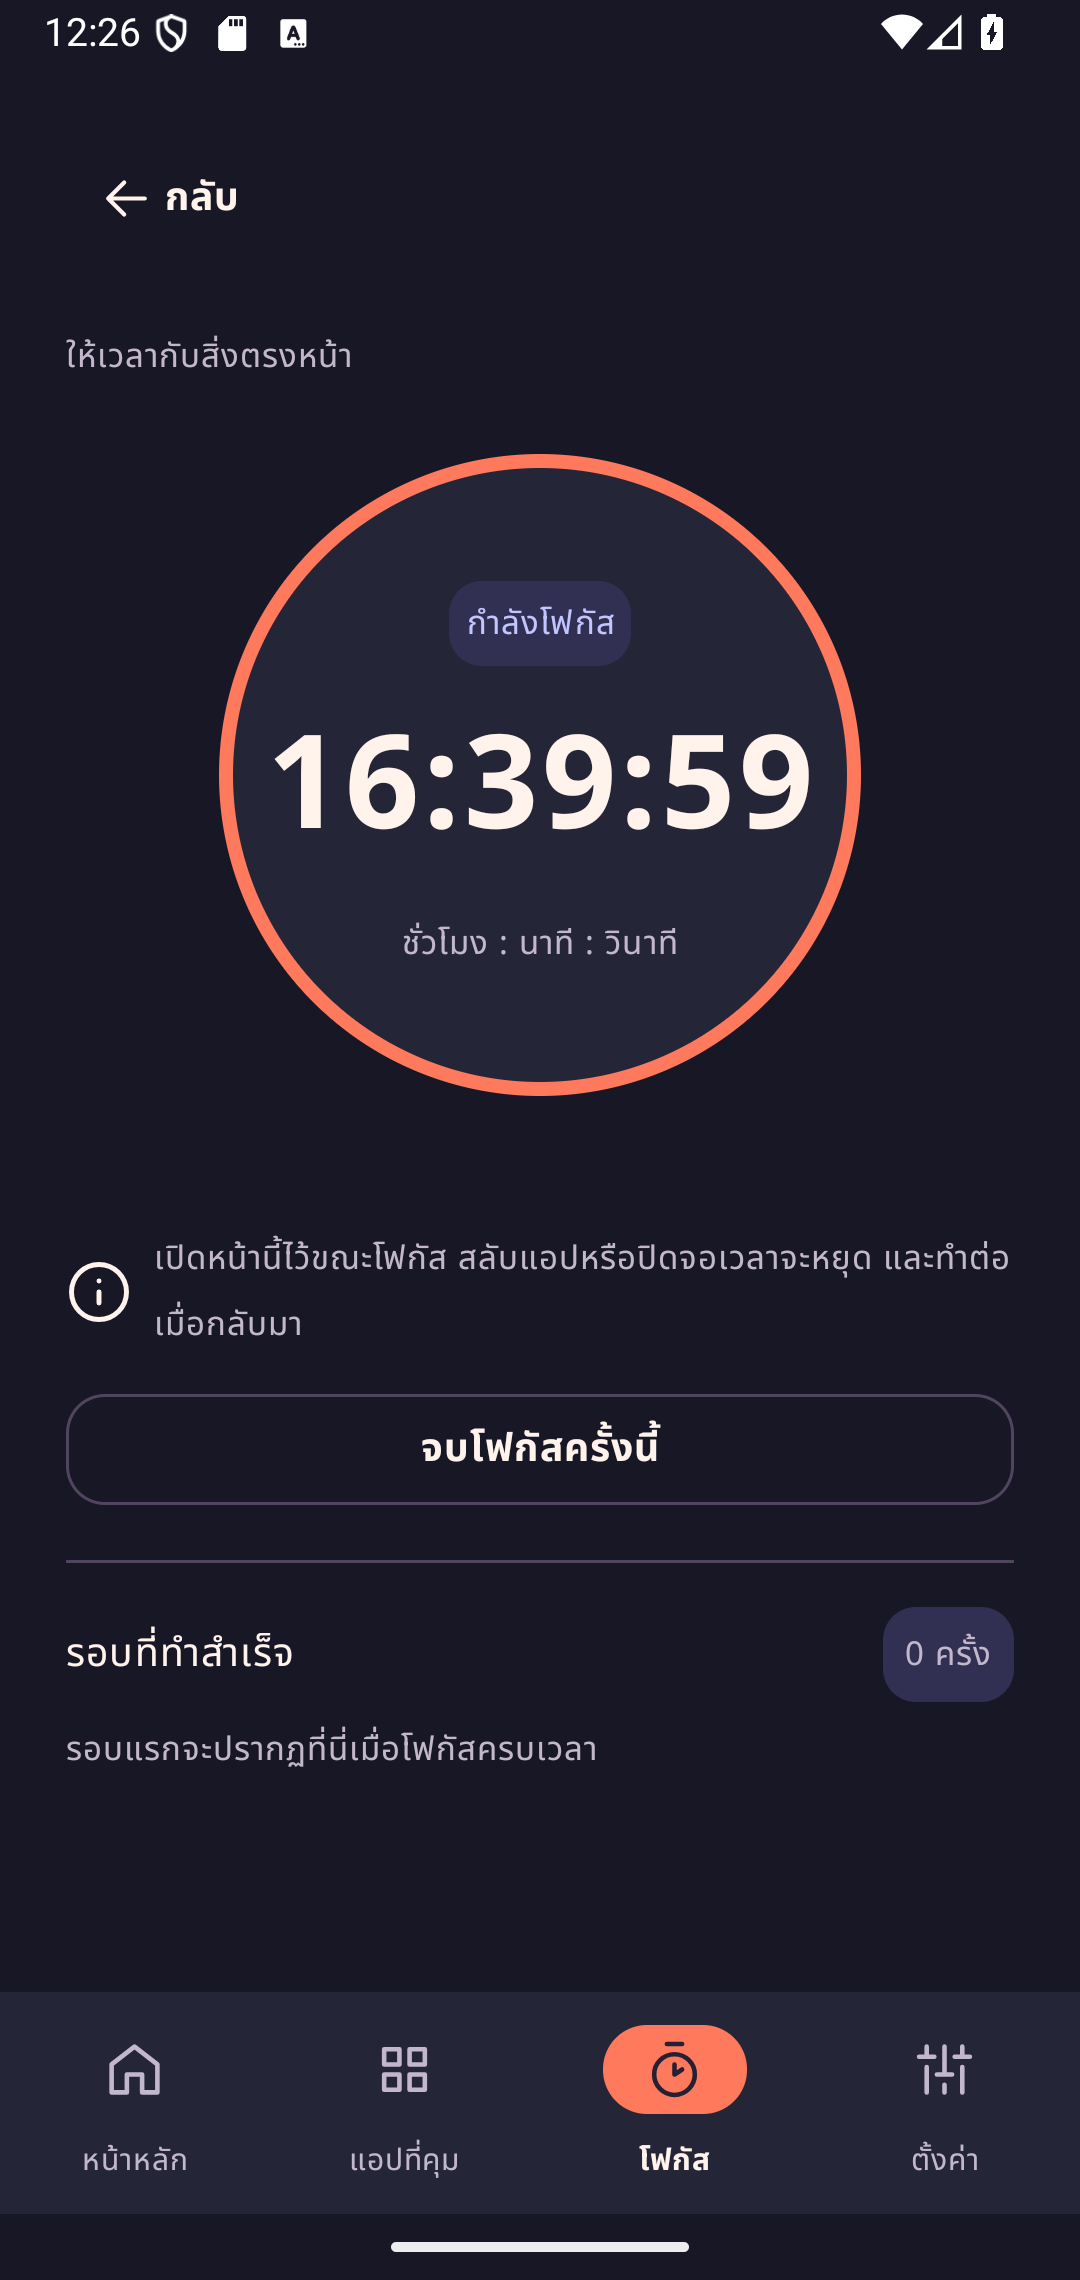 12:26
กลับ
ให้เวลากับสิ่งตรงหน้า
กำลังโฟกัส
16:39:59
ชั่วโมง : นาที : วินาที
เปิดหน้านี้ไว้ขณะโฟกัส สลับแอปหรือปิดจอเวลาจะหยุด และทำต่อ
เมื่อกลับมา
จบโฟกัสครั้งนี้
รอบที่ทำสำเร็จ
0 ครั้ง
รอบแรกจะปรากฏที่นี่เมื่อโฟกัสครบเวลา
หน้าหลัก
แอปที่คุม
โฟกัส
ตั้งค่า